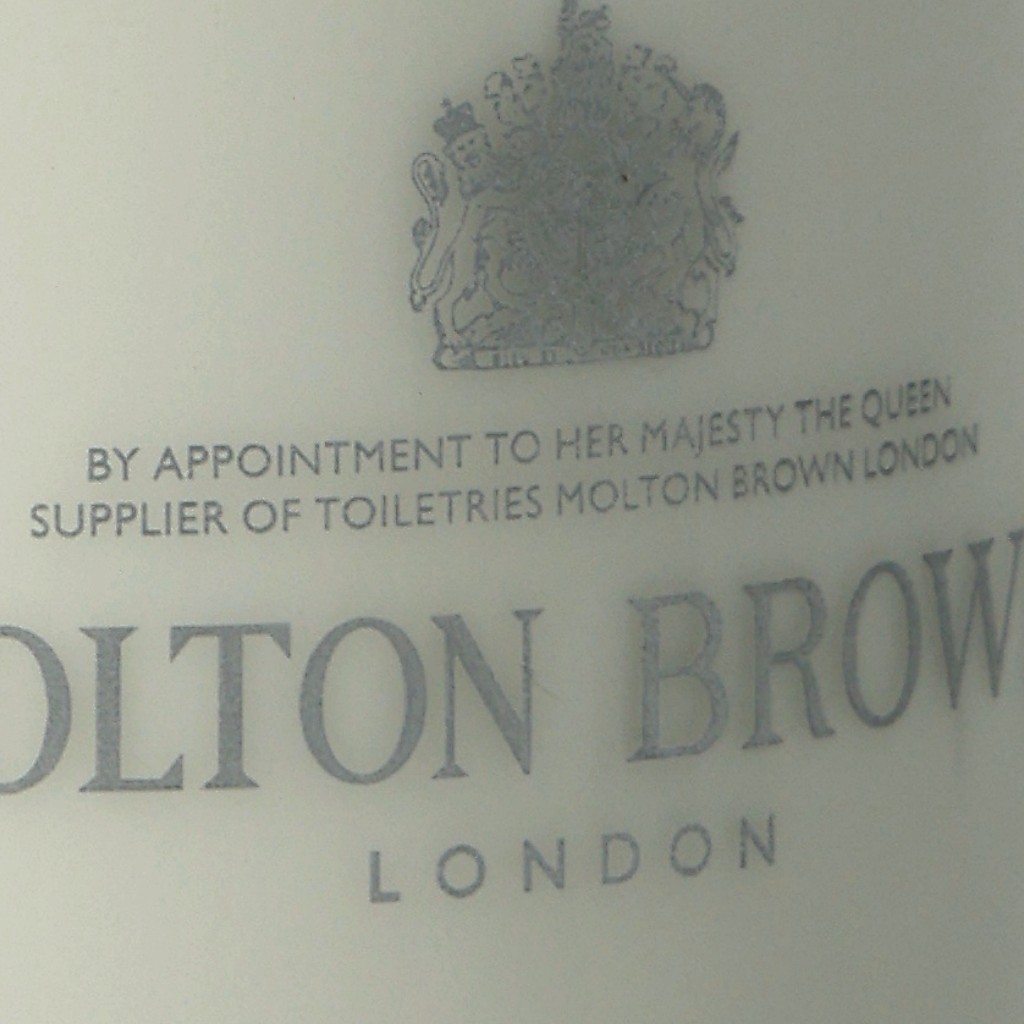 BY APPOINTMENT TO HER MAJESTY THE QUEEN
SUPPLIER OF TOILETRIES MOLTON BROWN LONDON
OLTON BROW
LONDON